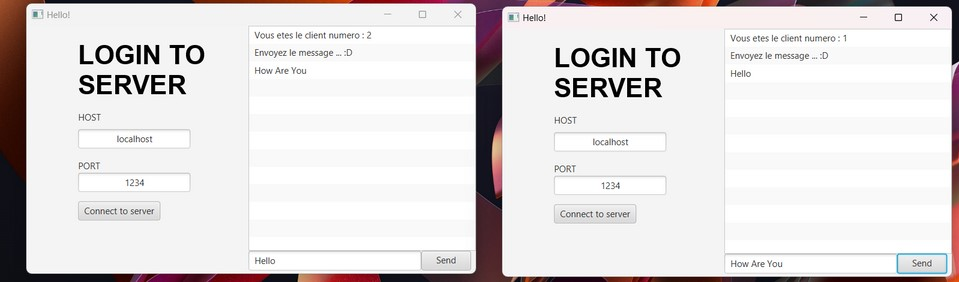 Hello!
LOGIN TO
SERVER
HOST
localhost
PORT
1234
Connect to server
Vous etes le client numero : 2
Envoyez le message ... :D
How Are You
Hello
Send
Hello!
LOGIN TO
SERVER
HOST
localhost
PORT
1234
Connect to server
Vous etes le client numero : 1
Envoyez le message ... :D
Hello
How Are You
Send